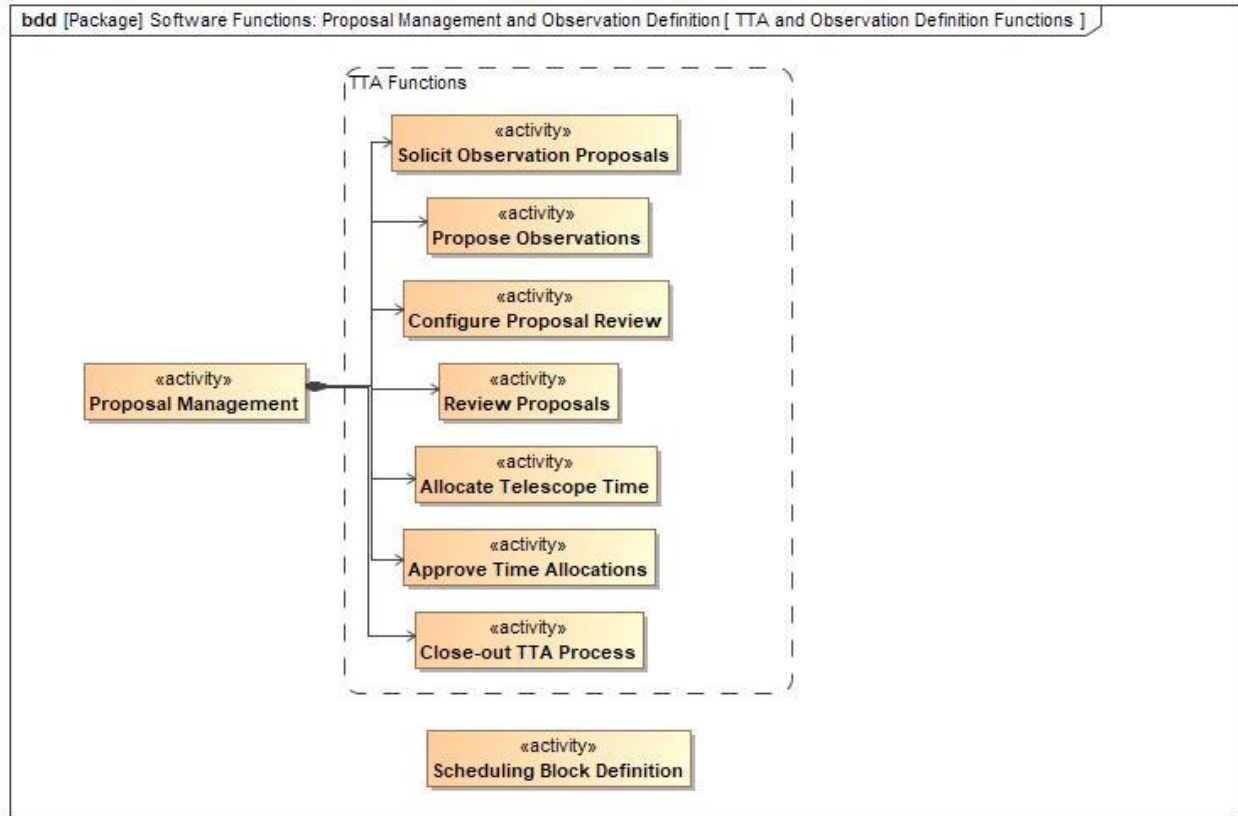 bdd [Package] Software Functions: Proposal Management and Observation Definition [ TTA and Observation Definition Functions ]
TTA Functions
«activity»
Solicit Observation Proposals
«activity»
Propose Observations
«activity»
Configure Proposal Review
«activity»
Proposal Management
«activity»
Review Proposals
«activity»
Allocate Telescope Time
«activity»
Approve Time Allocations
«activity»
Close-out TTA Process
«activity»
Scheduling Block Definition